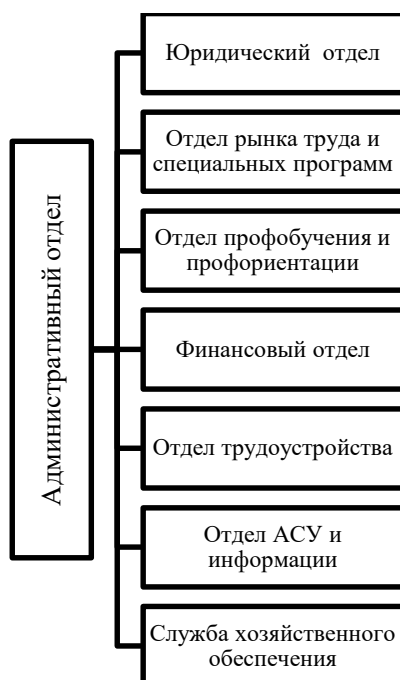 Административный отдел
Юридический отдел
Отдел рынка труда и
специальных программ
Отдел профобучения и
профориентации
Финансовый отдел
Отдел трудоустройства
Отдел АСУ и
информации
Служба хозяйственного
обеспечения